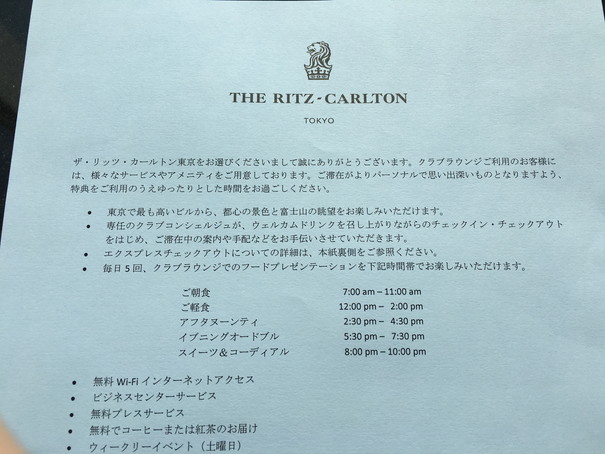 THE RITZ-CARLTON
TOKYO
ザ・リッツ・カールトン東京をお選びくださいまして誠にありがとうございます。クラブラウンジご利用のお客様に
は、様々なサービスやアメニティをご用意しております。ご滞在がよりパーソナルで思い出深いものとなりますよう、
特典をご利用のうえゆったりとした時間をお過ごしください。
• 東京で最も高いビルから、都心の景色と富士山の眺望をお楽しみいただけます。
• 専任のクラブコンシェルジュが、ウェルカムドリンクを召し上がりながらのチェックイン・チェックアウト
をはじめ、ご滞在中の案内や手配などをお手伝いさせていただきます。
• エクスプレスチェックアウトについての詳細は、本紙裏側をご参照ください。
• 毎日 5 回、クラブラウンジでのフードプレゼンテーションを下記時間帯でお楽しみいただけます。
ご朝食 7:00 am – 11:00 am
ご軽食 12:00 pm – 2:00 pm
アフタヌーンティ 2:30 pm – 4:30 pm
イブニングオードブル 5:30 pm – 7:30 pm
スイーツ＆コーディアル 8:00 pm – 10:00 pm
• 無料 Wi-Fi インターネットアクセス
• ビジネスセンターサービス
• 無料プレスサービス
• 無料でコーヒーまたは紅茶のお届け
• ウィークリーイベント（土曜日）